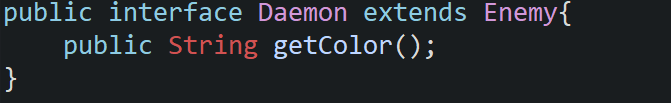 public interface Daemon extends Enemy{
    public String getColor();
}